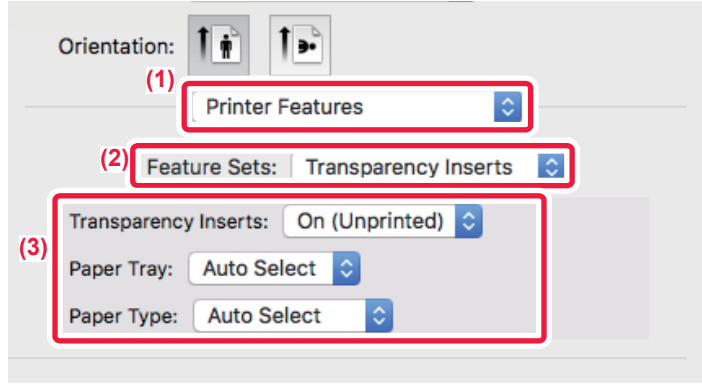 Orientation:
(1)
Printer Features
(2)
Feature Sets: Transparency Inserts
(3)
Transparency Inserts: On (Unprinted)
Paper Tray: Auto Select
Paper Type: Auto Select